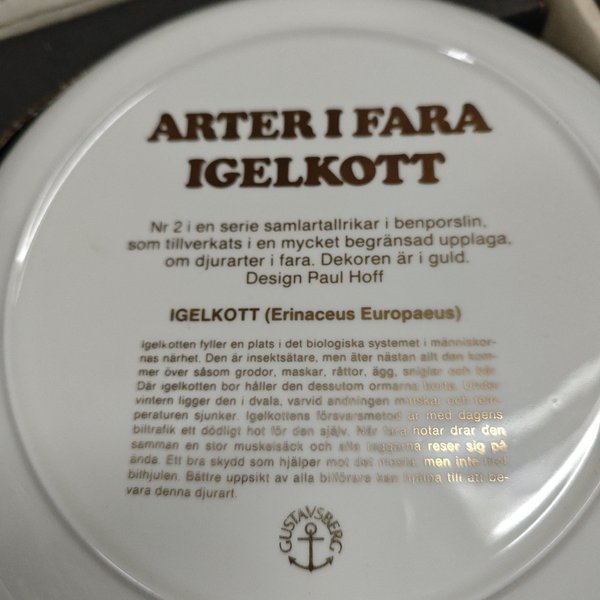 ARTER I FARA
IGELKOTT
Nr 2 i en serie samlartallrikar i benporslin,
som tillverkats i en mycket begränsad upplaga,
om djurarter i fara. Dekoren är i guld.
Design Paul Hoff
IGELKOTT (Erinaceus Europaeus)
Igelkotten fyller en plats i det biologiska systemet i människor-
nas närhet. Den är insektsätare, men äter nästan allt den kom-
mer över såsom grodor, maskar, råttor, ägg, sniglar och bär.
Där igelkotten bor håller den dessutom ormarna borta. Under
vintern ligger den i dvala, varvid andningen minskar och tem-
peraturen sjunker. Igelkottens försvarsmetod är med dagens
biltrafik ett dödligt hot för den själv. När fara hotar drar den
samman en stor muskelsäck och alla taggarna reser sig på
ända. Ett bra skydd som hjälper mot det mesta, men inte mot
bilhjulen. Bättre uppsikt av alla bilförare kan hjälpa till att be-
vara denna djurart.
GUSTAVSBERG